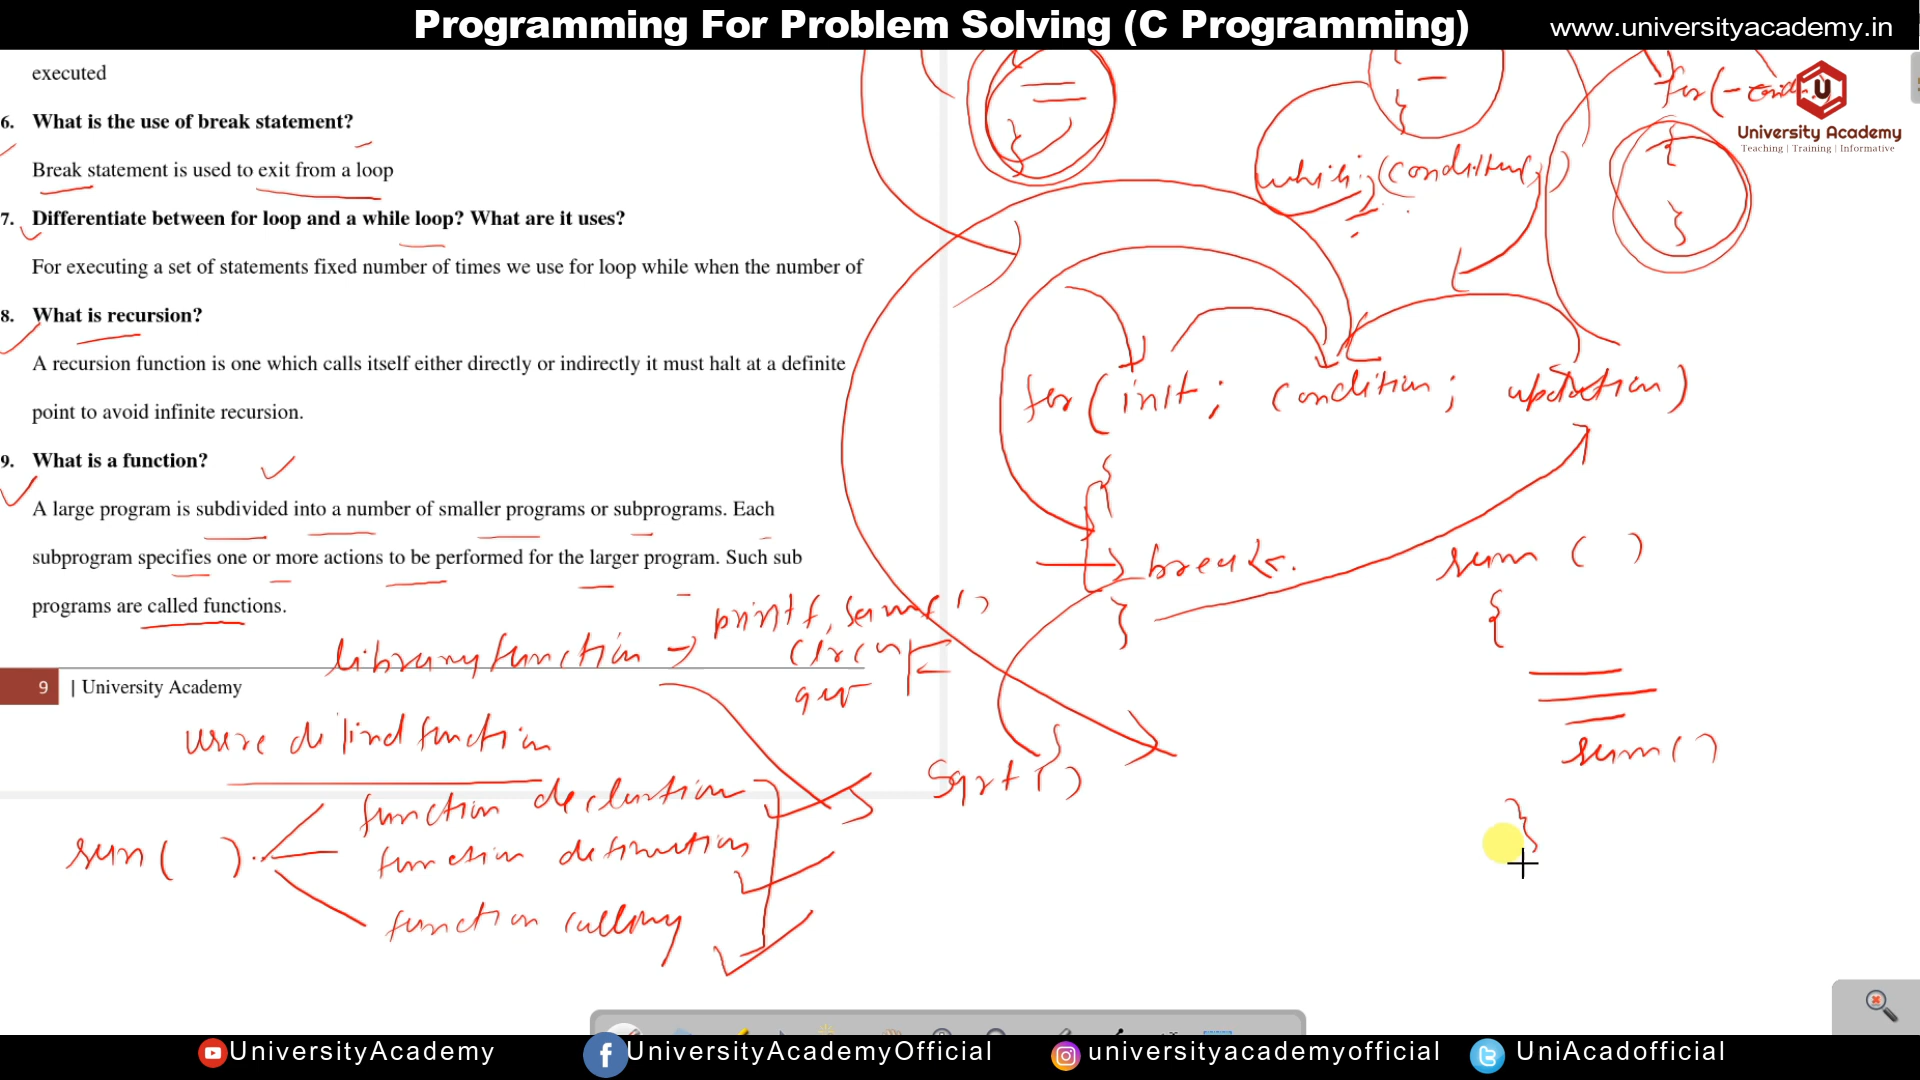 Programming For Problem Solving (C Programming)
www.universityacademy.in
executed
6. What is the use of break statement?
Break statement is used to exit from a loop
7. Differentiate between for loop and a while loop? What are it uses?
For executing a set of statements fixed number of times we use for loop while when the number of
8. What is recursion?
A recursion function is one which calls itself either directly or indirectly it must halt at a definite
point to avoid infinite recursion.
9. What is a function?
A large program is subdivided into a number of smaller programs or subprograms. Each
subprogram specifies one or more actions to be performed for the larger program. Such sub
programs are called functions.
9 | University Academy
library function → printf,
sum( )
function
function
function
sqrt( )
}
for(
{
}
University Academy
Teaching | Training | Informative
{
}
for (init; condition; updation)
{
break.
}
sum ( )
{
sum( )
}
UniversityAcademy
UniversityAcademyOfficial
universityacademyofficial
UniAcadofficial